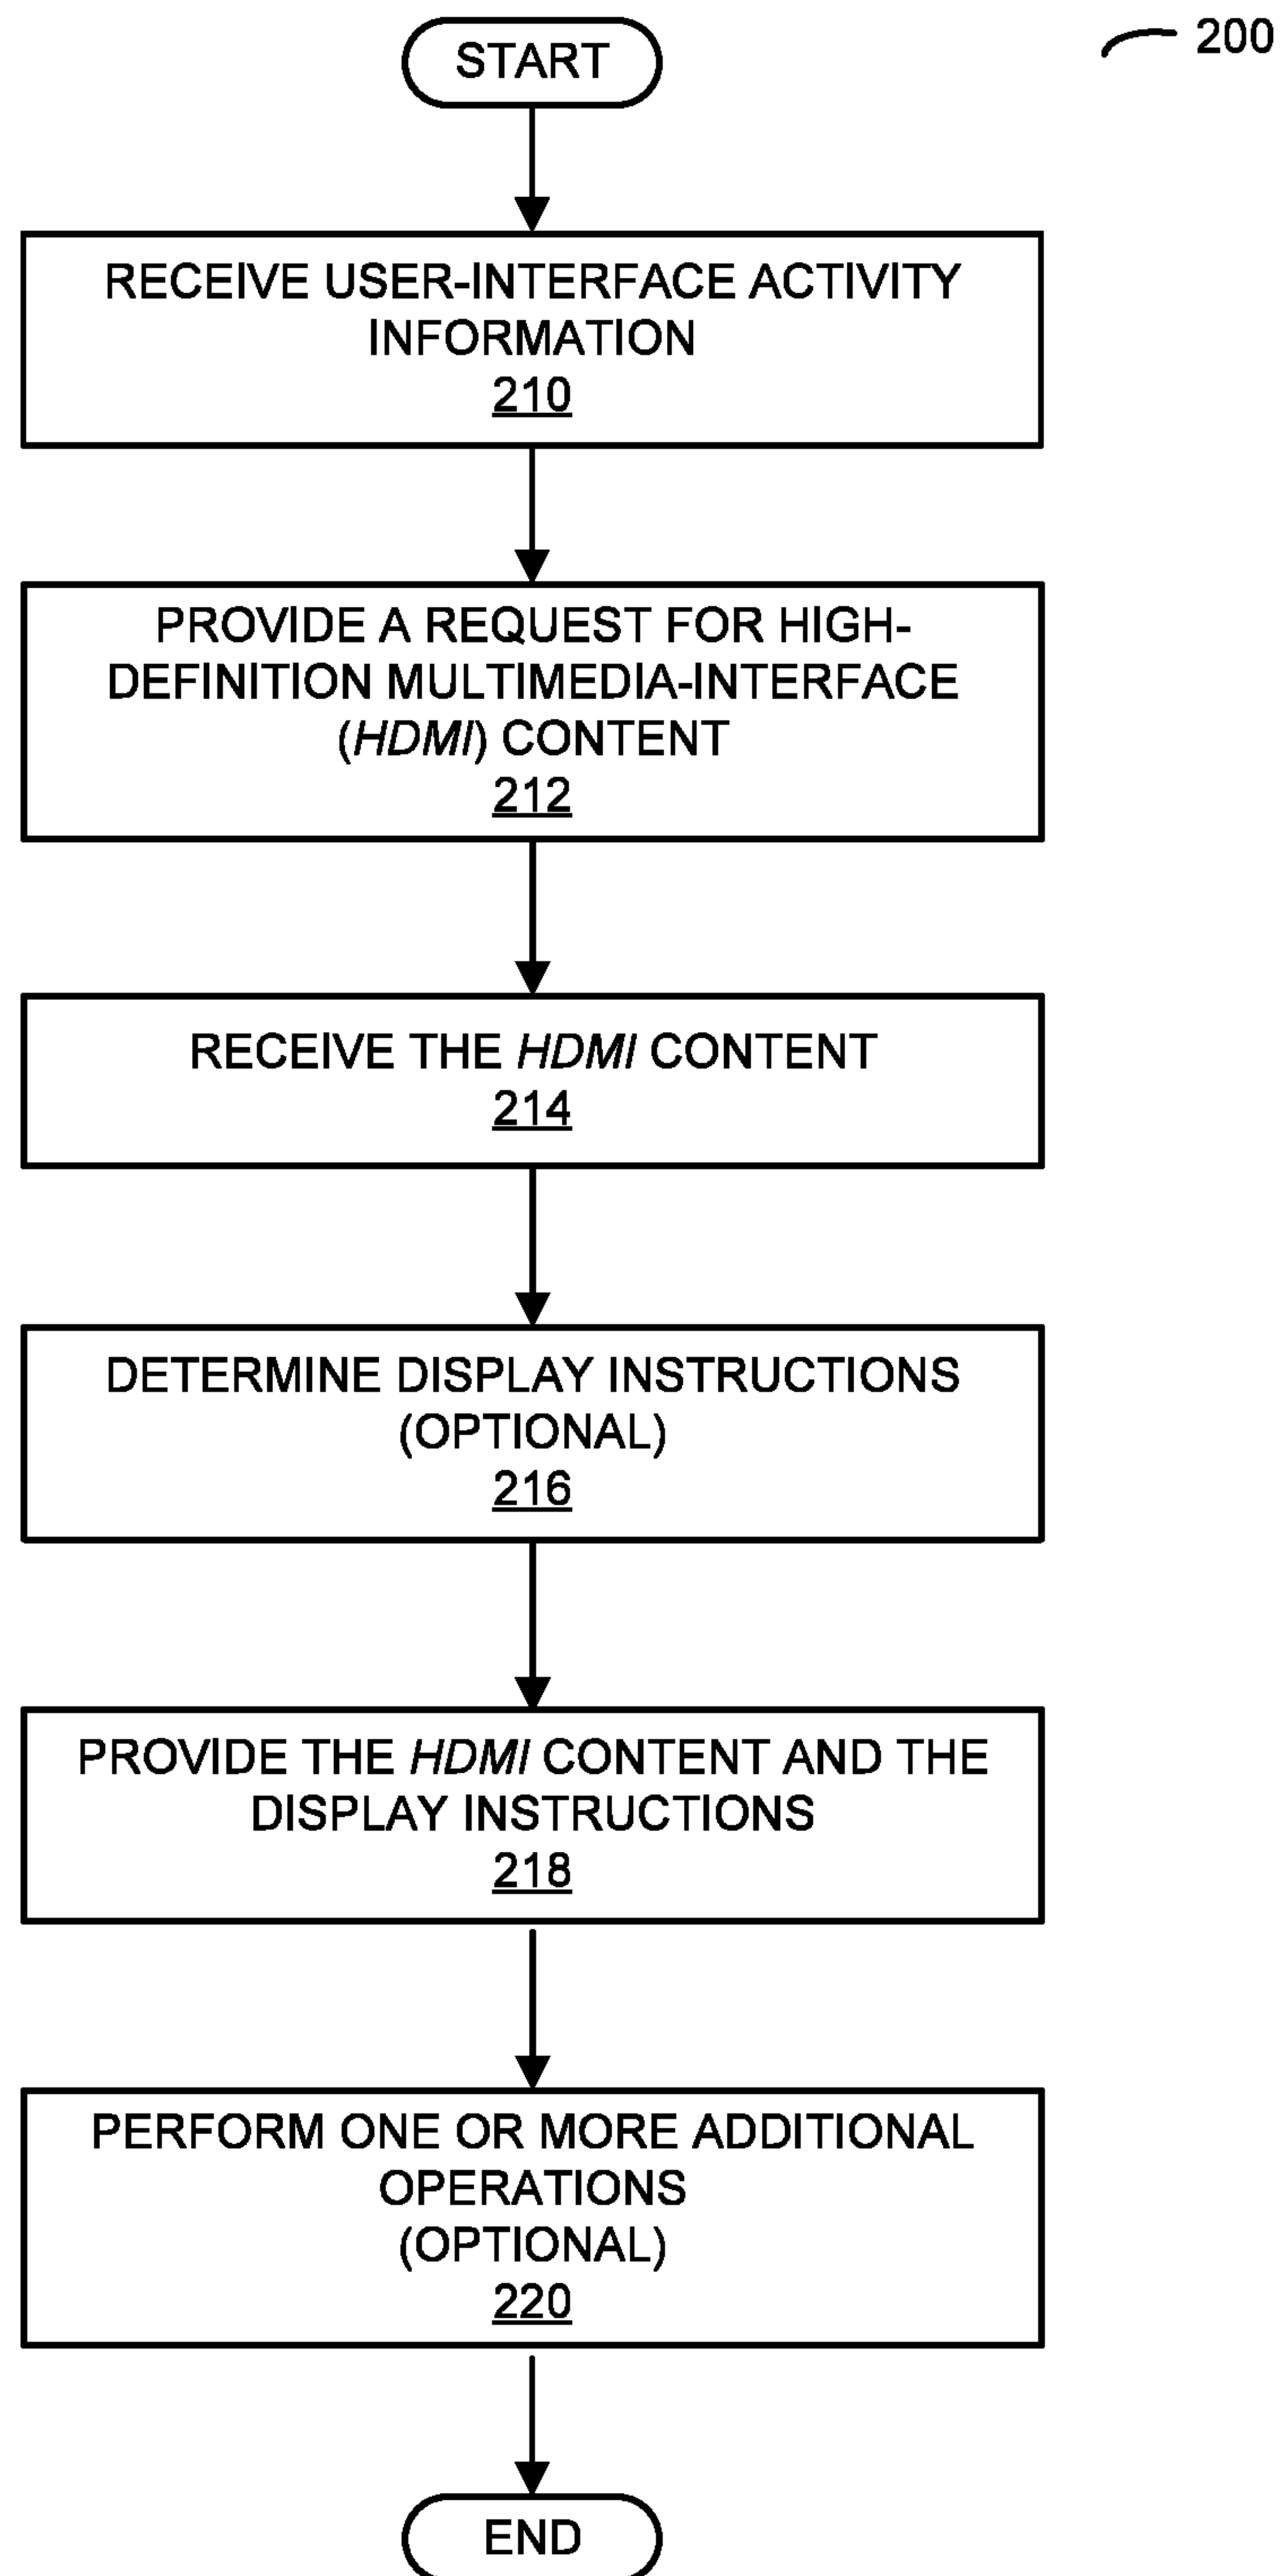 START
200
RECEIVE USER-INTERFACE ACTIVITY
INFORMATION
210
PROVIDE A REQUEST FOR HIGH-
DEFINITION MULTIMEDIA-INTERFACE
(HDMI) CONTENT
212
RECEIVE THE HDMI CONTENT
214
DETERMINE DISPLAY INSTRUCTIONS
(OPTIONAL)
216
PROVIDE THE HDMI CONTENT AND THE
DISPLAY INSTRUCTIONS
218
PERFORM ONE OR MORE ADDITIONAL
OPERATIONS
(OPTIONAL)
220
END